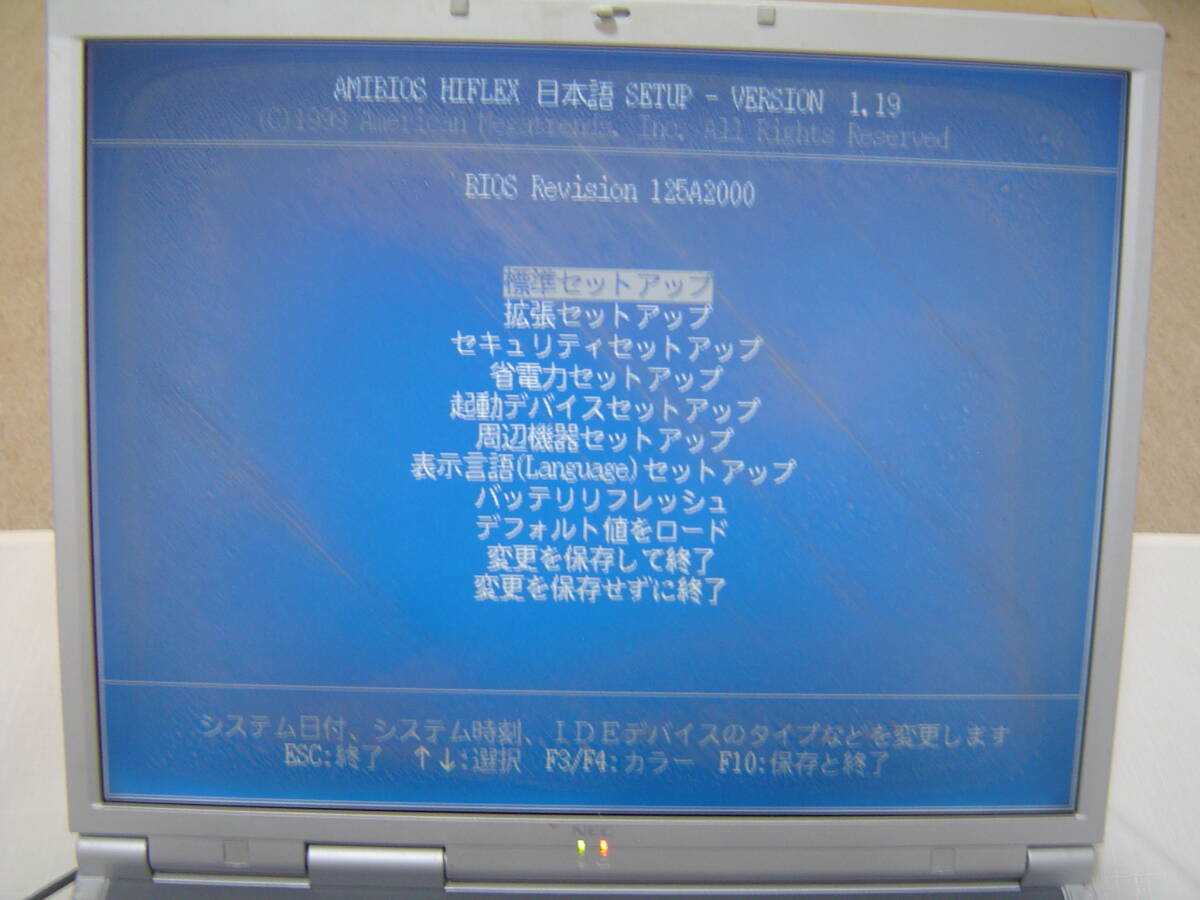 AMIBIOS HIFLEX 日本語 SETUP - VERSION 1.19
(C)1999 American Megatrends, Inc. All Rights Reserved
BIOS Revision 125A2000
標準セットアップ
拡張セットアップ
セキュリティセットアップ
省電力セットアップ
起動デバイスセットアップ
周辺機器セットアップ
表示言語(Language)セットアップ
バッテリリフレッシュ
デフォルト値をロード
変更を保存して終了
変更を保存せずに終了
システム日付、システム時刻、IDEデバイスのタイプなどを変更します
ESC:終了 ↑↓:選択 F3/F4:カラー F10:保存と終了
NEC